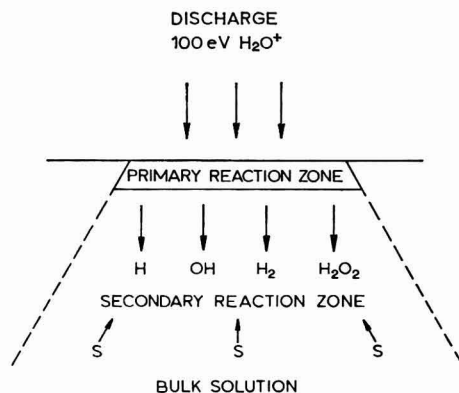 DISCHARGE
100 eV H₂O⁺
PRIMARY REACTION ZONE
H OH H₂ H₂O₂
SECONDARY REACTION ZONE
S S S
BULK SOLUTION